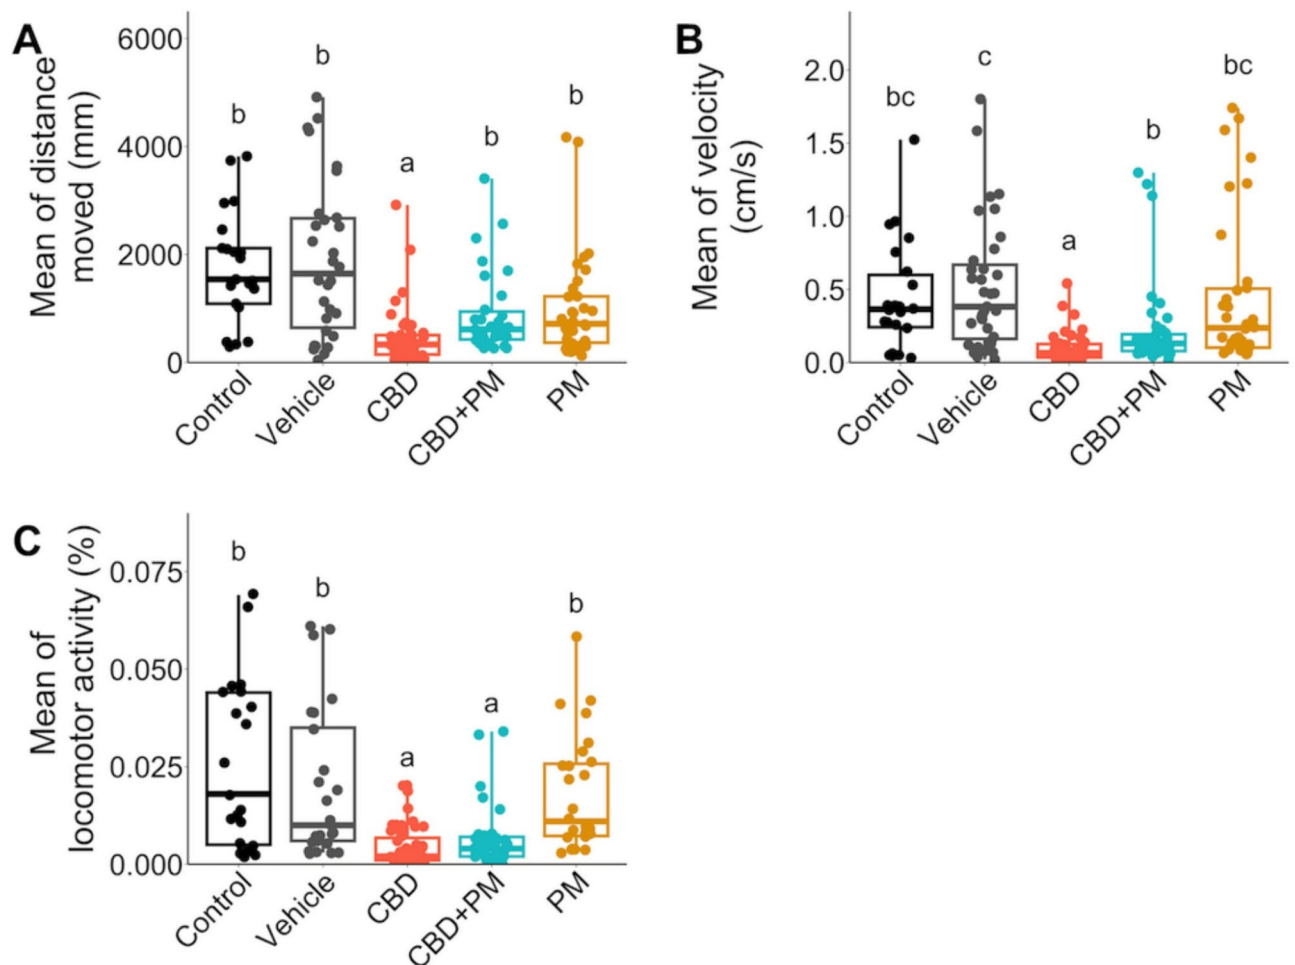 A
Mean of distance
moved (mm)
6000
4000
2000
0
b
b
a
b
b
Control
Vehicle
CBD
CBD+PM
PM
B
Mean of velocity
(cm/s)
2.0
1.5
1.0
0.5
0.0
bc
c
a
b
bc
Control
Vehicle
CBD
CBD+PM
PM
C
Mean of
locomotor activity (%)
0.075
0.050
0.025
0.000
b
b
a
a
b
Control
Vehicle
CBD
CBD+PM
PM